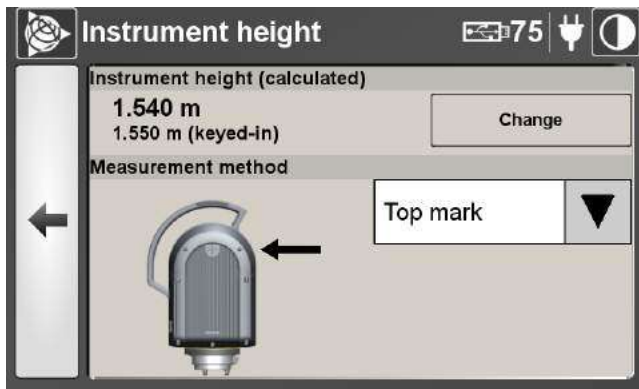 Instrument height
75
Instrument height (calculated)
1.540 m
1.550 m (keyed-in)
Change
Measurement method
Top mark